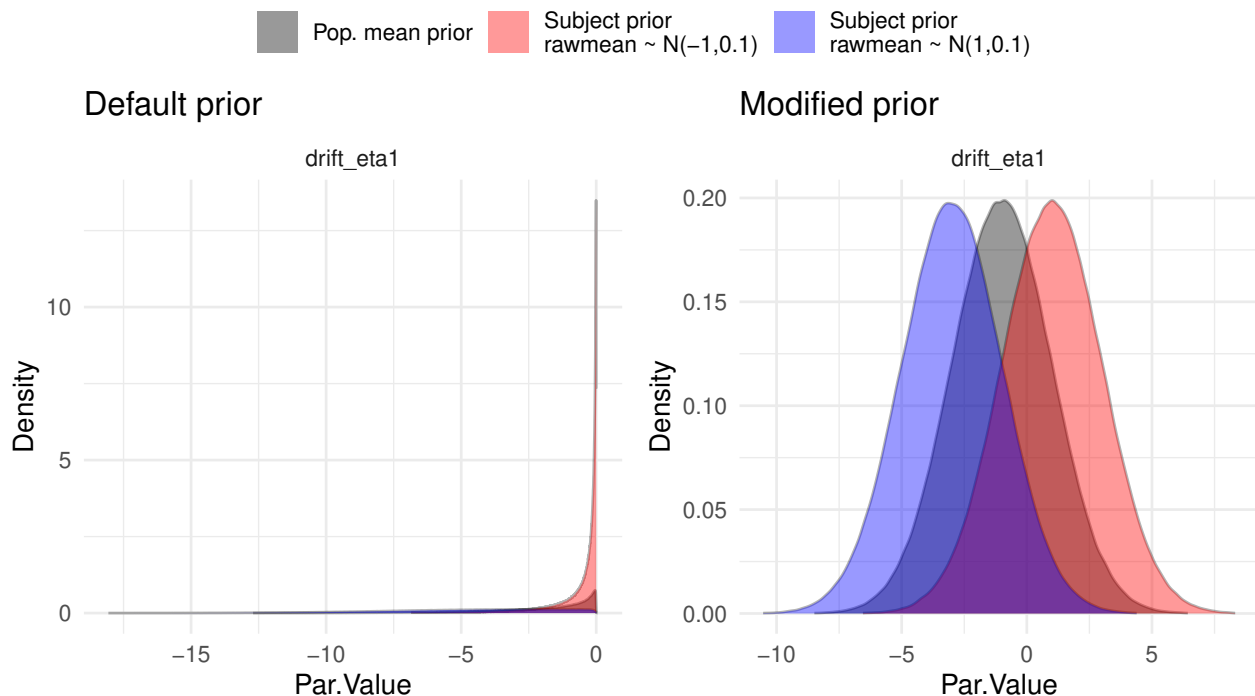 Pop. mean prior
Subject prior
rawmean ~ N(−1,0.1)
Subject prior
rawmean ~ N(1,0.1)
Default prior
drift_eta1
Density
10
5
0
−15
−10
−5
0
Par.Value
Modified prior
drift_eta1
Density
0.20
0.15
0.10
0.05
0.00
−10
−5
0
5
Par.Value